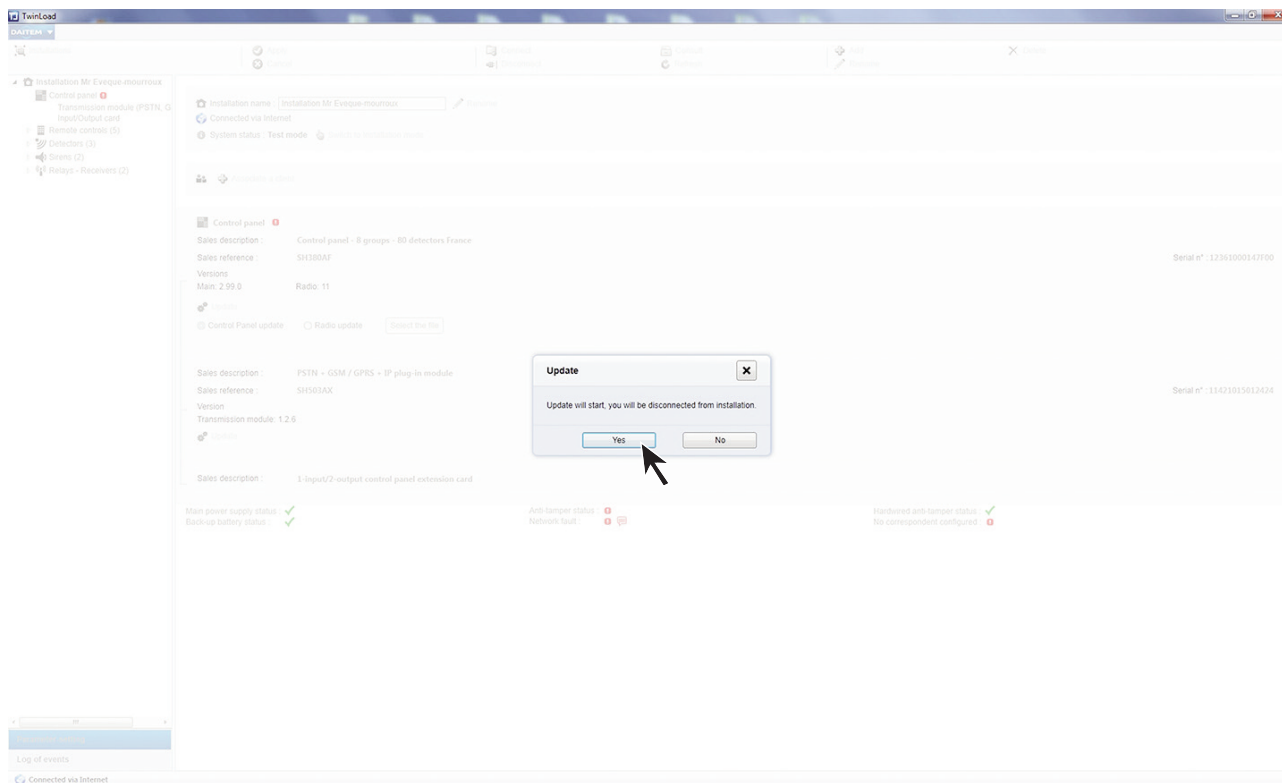 TwinLoad
DAITEM
Installation Mr Eveque-mourroux
Control panel
Transmission module (PSTN, G
Input/Output card
Remote controls (5)
Detectors (3)
Sirens (2)
Relays - Receivers (2)
Installation name : Installation Mr Eveque-mourroux
Connected via Internet
System status : Test mode
Control panel
Sales description : Control panel - 8 groups - 80 detectors France
Sales reference : SH380AF Serial n° : 12361000147F00
Versions
Main: 2.99.0 Radio: 11
Update
Control Panel update Radio update Select the file
Sales description : PSTN + GSM / GPRS + IP plug-in module
Sales reference : SH503AX Serial n° : 11421015012424
Version
Transmission module: 1.2.6
Update
Sales description : 1-input/2-output control panel extension card
Main power supply status : Anti-tamper status : Hardwired anti-tamper status :
Back-up battery status : Network fault : No correspondent configured :
Update
Update will start, you will be disconnected from installation.
Yes No
Log of events
Connected via Internet